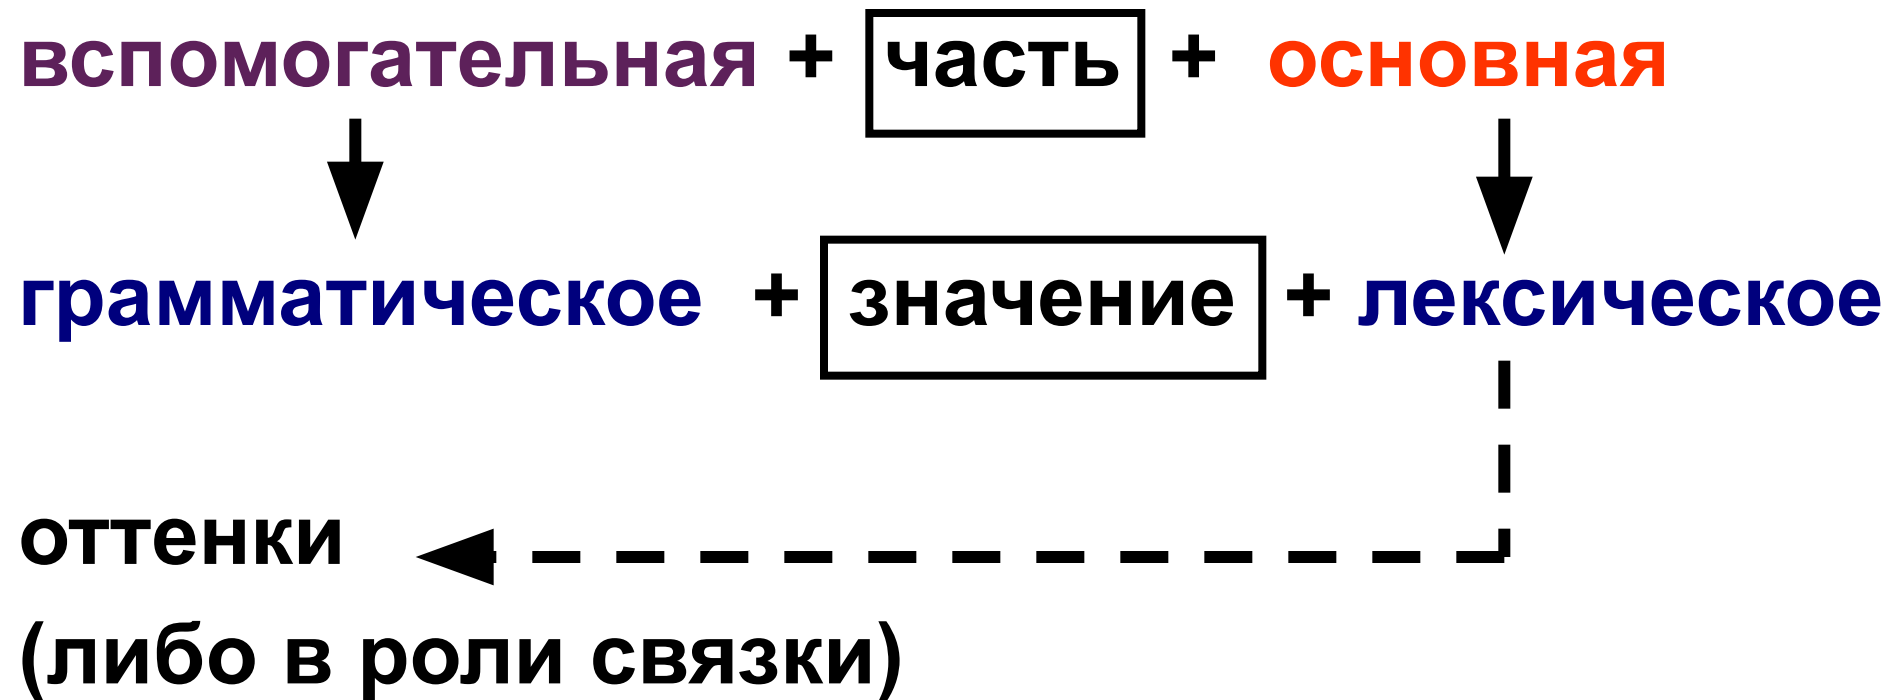 вспомогательная + часть + основная
грамматическое + значение + лексическое
оттенки
(либо в роли связки)